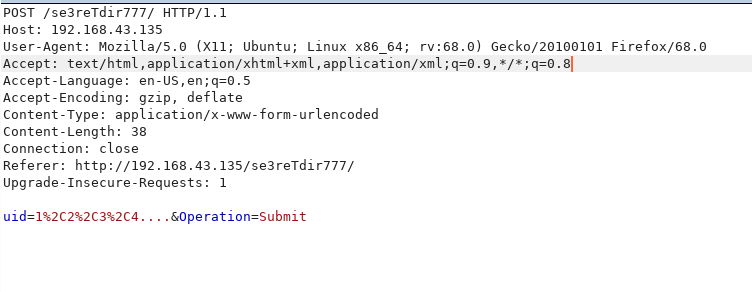 POST /se3reTdir777/ HTTP/1.1
Host: 192.168.43.135
User-Agent: Mozilla/5.0 (X11; Ubuntu; Linux x86_64; rv:68.0) Gecko/20100101 Firefox/68.0
Accept: text/html,application/xhtml+xml,application/xml;q=0.9,*/*;q=0.8
Accept-Language: en-US,en;q=0.5
Accept-Encoding: gzip, deflate
Content-Type: application/x-www-form-urlencoded
Content-Length: 38
Connection: close
Referer: http://192.168.43.135/se3reTdir777/
Upgrade-Insecure-Requests: 1
uid=1%2C2%2C3%2C4....&Operation=Submit